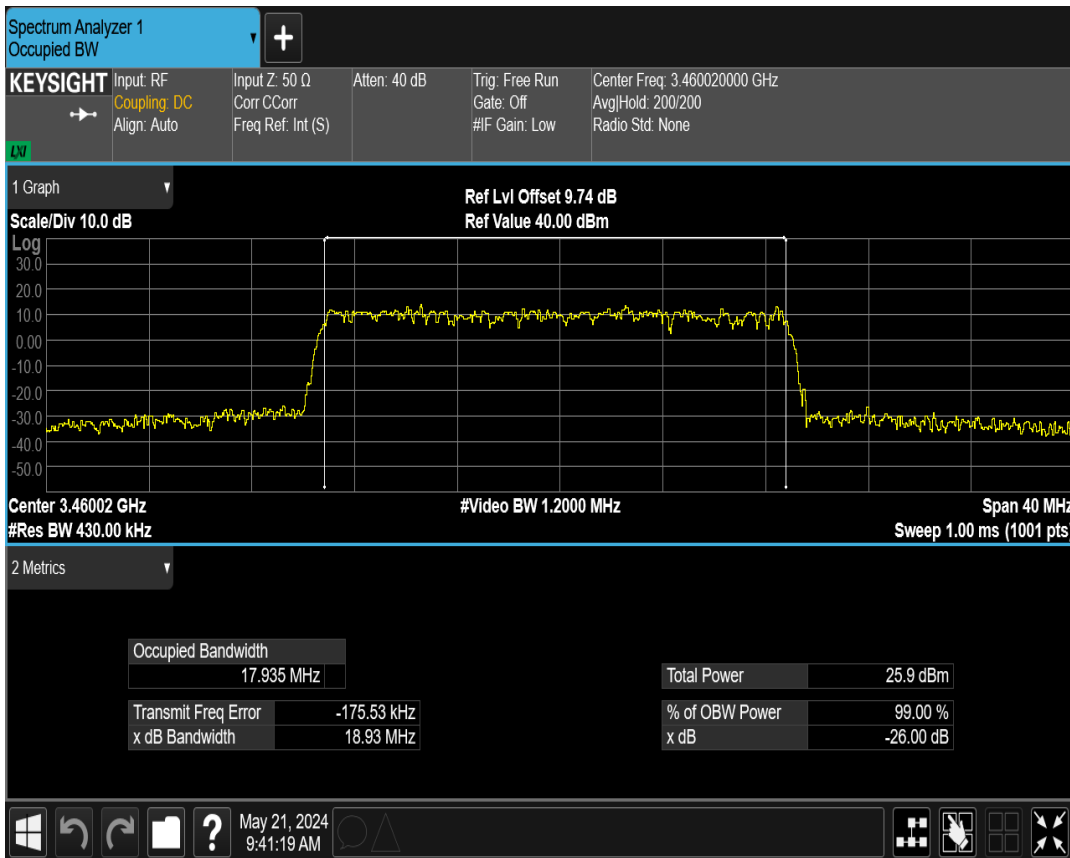 Spectrum Analyzer 1
Occupied BW
KEYSIGHT
LXI
Input: RF
Coupling: DC
Align: Auto
Input Z: 50 Ω
Corr CCorr
Freq Ref: Int (S)
Atten: 40 dB
Trig: Free Run
Gate: Off
#IF Gain: Low
Center Freq: 3.460020000 GHz
Avg|Hold: 200/200
Radio Std: None
1 Graph
Scale/Div 10.0 dB
Ref Lvl Offset 9.74 dB
Ref Value 40.00 dBm
Log
30.0
20.0
10.0
0.00
-10.0
-20.0
-30.0
-40.0
-50.0
Center 3.46002 GHz
#Video BW 1.2000 MHz
Span 40 MHz
#Res BW 430.00 kHz
Sweep 1.00 ms (1001 pts)
2 Metrics
Occupied Bandwidth
17.935 MHz
Total Power 25.9 dBm
Transmit Freq Error -175.53 kHz
% of OBW Power 99.00 %
x dB Bandwidth 18.93 MHz
x dB -26.00 dB
?
May 21, 2024
9:41:19 AM